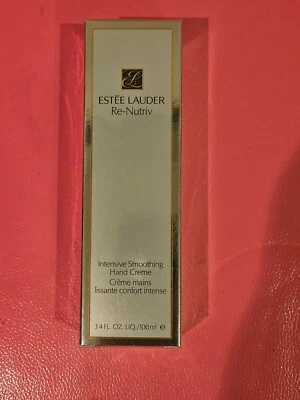 ESTĒE LAUDER
Re-Nutriv
Intensive Smoothing
Hand Creme
Crème mains
lissante confort intense
3.4 FL. OZ. LIQ./100ml ℮